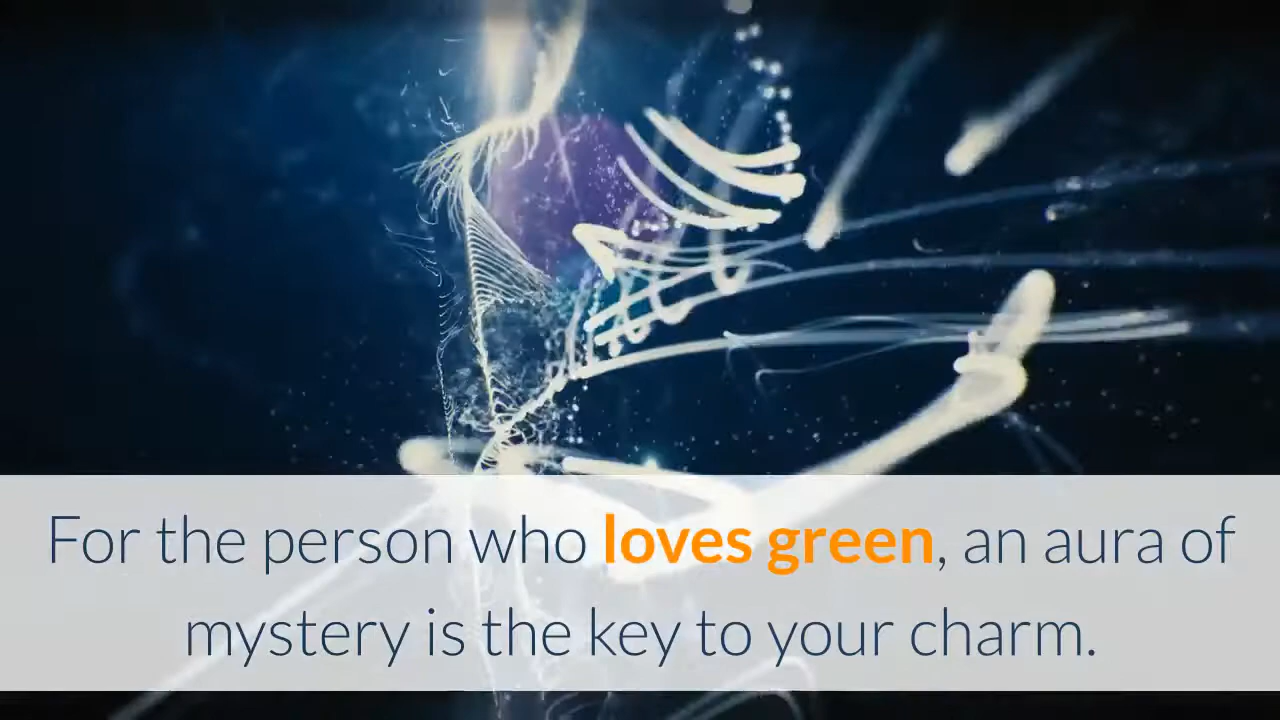 For the person who loves green, an aura of
mystery is the key to your charm.